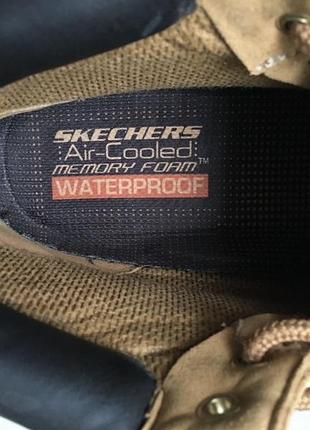 SKECHERS
Air-Cooled
MEMORY FOAM™
WATERPROOF